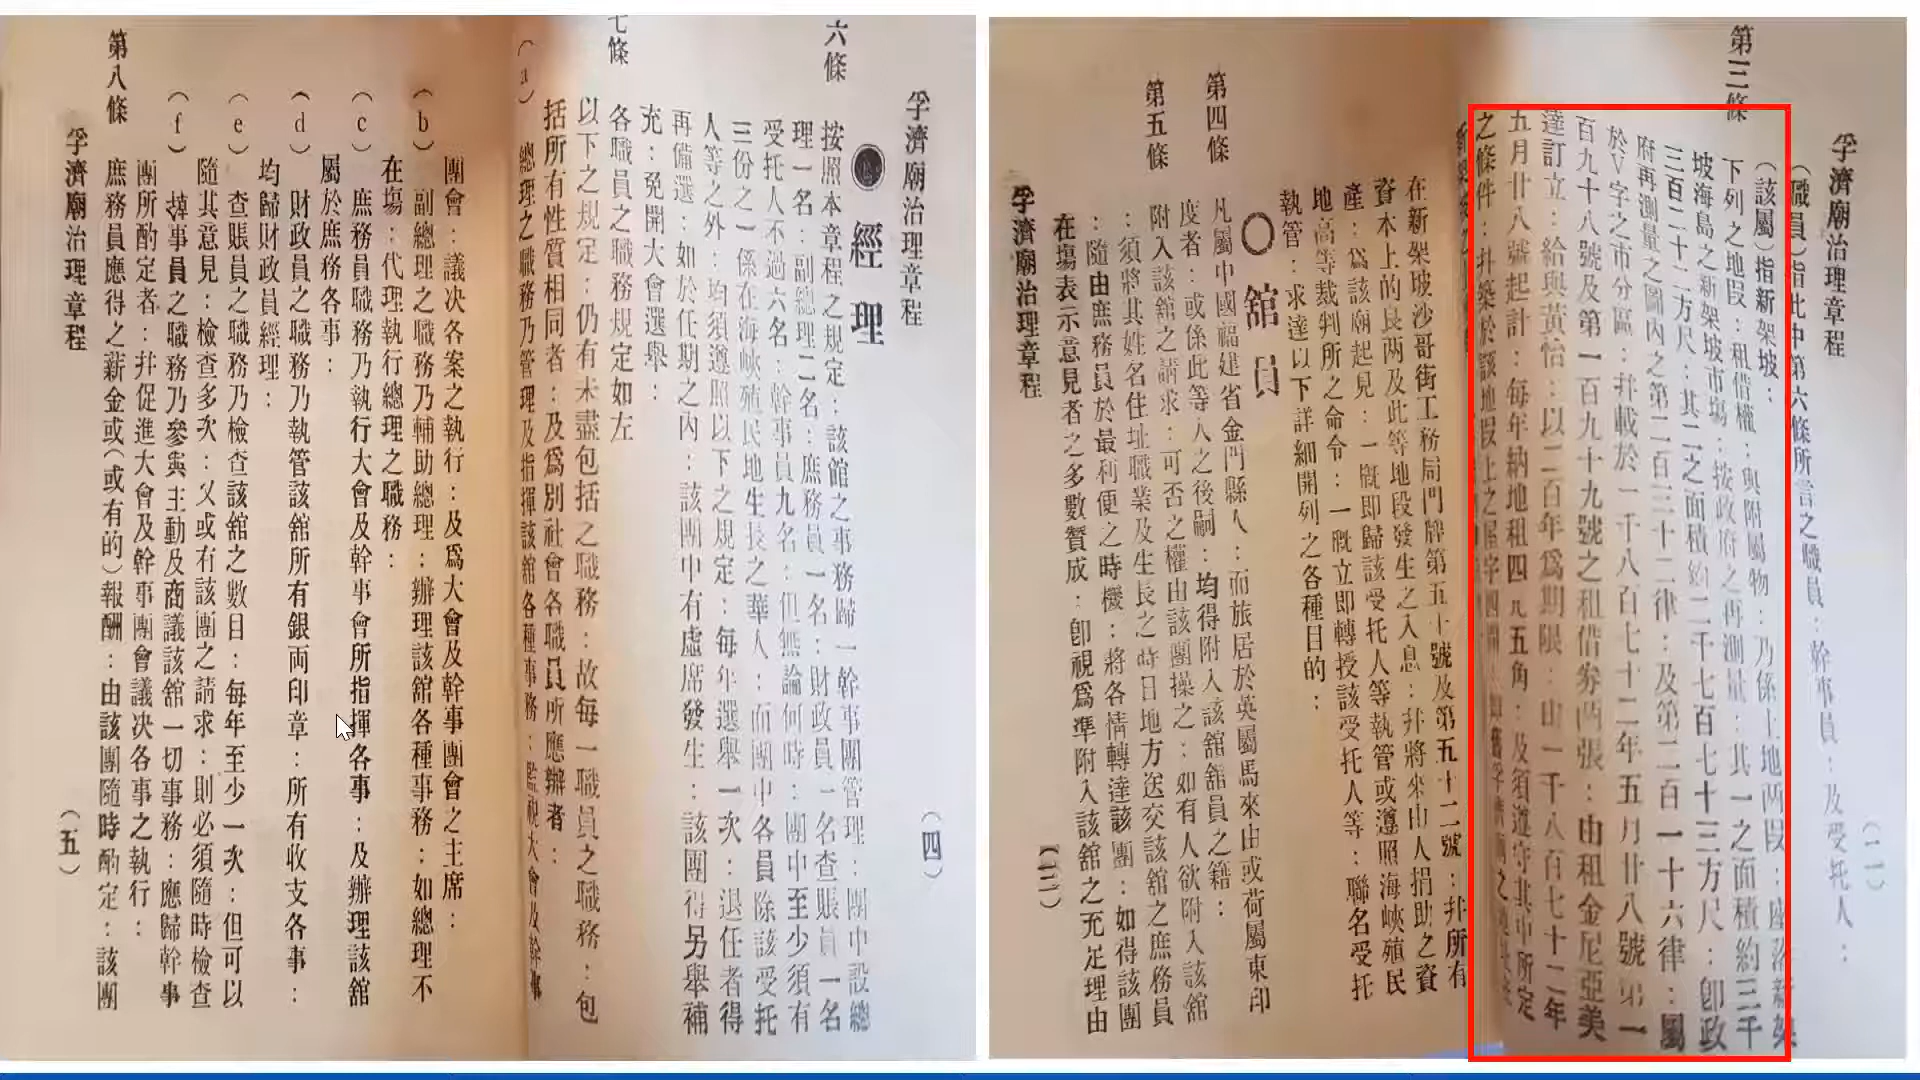 孚濟廟治理章程
(二)
(職員)指此中第六條所言之職員:幹事員:及受托人:
第三條
(該屬)指新架坡:
下列之地叚:租借權:與附屬物:乃係土地两叚:座落新架
坡海島之新架坡市塲:按政府之再測量:其一之面積約三千
三百二十二方尺:其二之面積約二千七百七十三方尺:卽政
府再測量之圖內之第二百三十二律:及第二百一十六律:屬
於V字之市分區:幷載於一千八百七十二年五月廿八號第一
百九十八號及第一百九十九號之租借券两張:由租金尼亞美
達訂立:給與黃怡:以二百年為期限:由一千八百七十二年
五月廿八號起計:每年納地租四元五角:及須遵守其中所定
之條件:幷築於該地叚上之屋宇四間
在新架坡沙哥街工務局門牌第五十號及第五十二號:幷所有
資本上的長両及此等地段發生之入息:幷將來由人捐助之資
產:為該廟起見:一概即歸該受托人等執管或遵照海峽殖民
地高等裁判所之命令:一概立即轉授該受托人等:聯名受托
執管:求達以下詳細開列之各種目的:
○舘員
第四條
凡屬中國福建省金門縣人:而旅居於英屬馬來由或荷屬東印
度者:或係此等人之後嗣:均得附入該舘舘員之籍:
第五條
附入該舘之請求:可否之權由該團操之:如有人欲附入該舘
:須將其姓名住址職業及生長之時日地方送交該舘之庶務員
:隨由庶務員於最利便之時機:將各情轉達該團:如得該團
在塲表示意見者之多數贊成:卽視爲準附入該舘之充足理由
孚濟廟治理章程
(三)
孚濟廟治理章程
(四)
經理
六條
按照本章程之規定:該舘之事務歸一幹事團管理:團中設總
理一名:副總理二名:庶務員一名:財政員一名查賬員一名
受托人不過六名:幹事員九名:但無論何時:團中至少須有
三份之一係在海峽殖民地生長之華人:而團中各員除該受托
人等之外:均須遵照以下之規定:每年選舉一次:退任者得
再備選:如於任期之內:該團中有虛席發生:該團得另舉補
充:免開大會選舉:
七條
各職員之職務規定如左
以下之規定:仍有未盡包括之職務:故每一職員之職務:包
括所有性質相同者:及爲別社會各職員所應辦者:
(a)
總理之職務乃管理及指揮該舘各種事務:監視大會及幹事
團會:議决各案之執行:及爲大會及幹事團會之主席:
(b)
副總理之職務乃輔助總理:辦理該舘各種事務:如總理不
在塲:代理執行總理之職務:
(c)
庶務員職務乃執行大會及幹事會所指揮各事:及辦理該舘
屬於庶務各事:
(d)
財政員之職務乃執管該舘所有銀両印章:所有收支各事:
均歸財政員經理:
(e)
查賬員之職務乃檢查該舘之數目:每年至少一次:但可以
隨其意見:檢查多次:乂或有該團之請求:則必須隨時檢查
(f)
幹事員之職務乃參與主動及商議該舘一切事務:應歸幹事
團所酌定者:幷促進大會及幹事團會議决各事之執行:
第八條
庶務員應得之薪金或(或有的)報酬:由該團隨時酌定:該團
孚濟廟治理章程
(五)